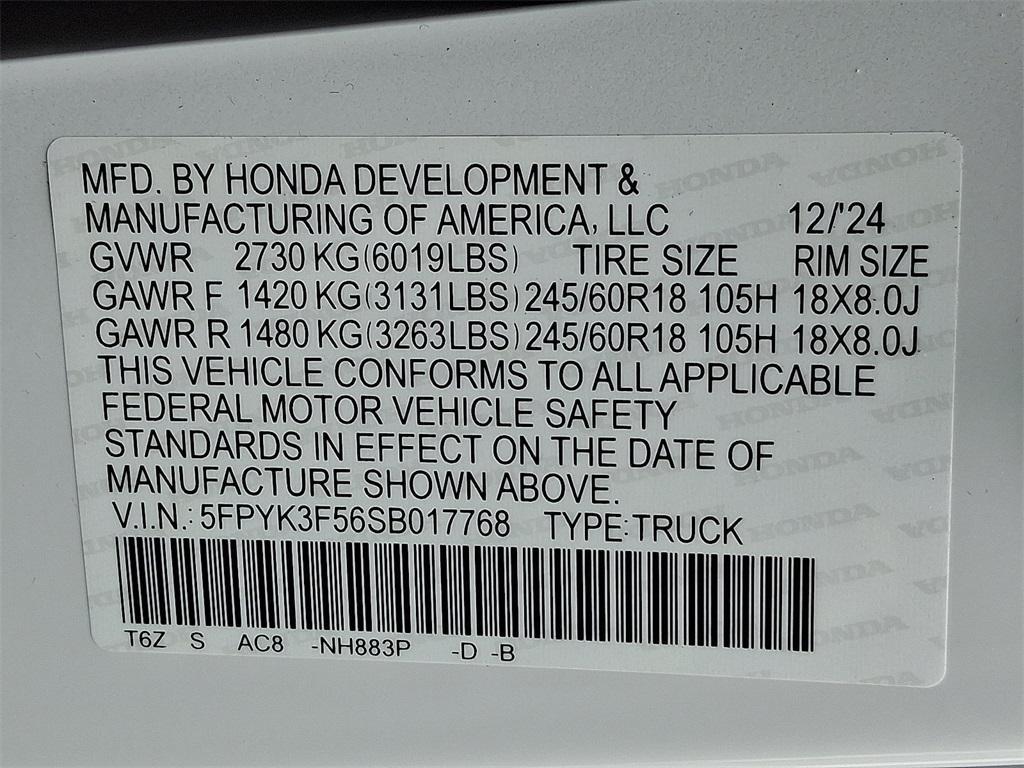 MFD. BY HONDA DEVELOPMENT &
MANUFACTURING OF AMERICA, LLC 12/'24
GVWR 2730 KG(6019LBS) TIRE SIZE RIM SIZE
GAWR F 1420 KG(3131LBS) 245/60R18 105H 18X8.0J
GAWR R 1480 KG(3263LBS) 245/60R18 105H 18X8.0J
THIS VEHICLE CONFORMS TO ALL APPLICABLE
FEDERAL MOTOR VEHICLE SAFETY
STANDARDS IN EFFECT ON THE DATE OF
MANUFACTURE SHOWN ABOVE.
V.I.N.: 5FPYK3F56SB017768 TYPE: TRUCK
T6Z S AC8 -NH883P -D -B